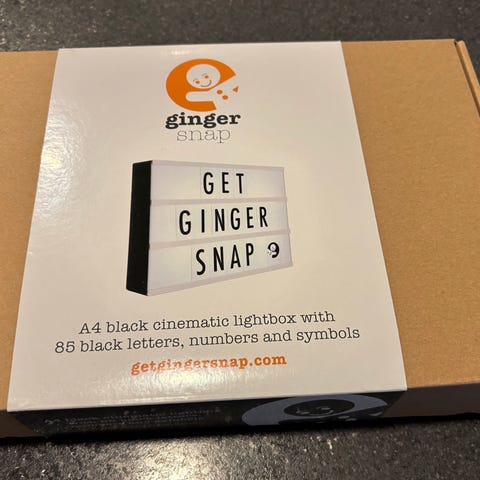 ginger
snap
GET
GINGER
SNAP
A4 black cinematic lightbox with
85 black letters, numbers and symbols
getgingersnap.com